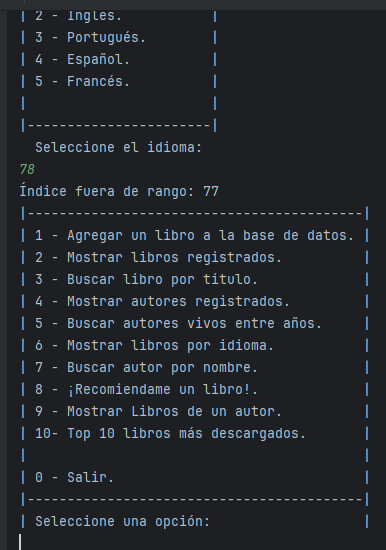 | 2 - Inglés. |
| 3 - Portugués. |
| 4 - Español. |
| 5 - Francés. |
| |
|-----------------------|
Seleccione el idioma:
78
Índice fuera de rango: 77
|------------------------------------------|
| 1 - Agregar un libro a la base de datos. |
| 2 - Mostrar libros registrados. |
| 3 - Buscar libro por titulo. |
| 4 - Mostrar autores registrados. |
| 5 - Buscar autores vivos entre años. |
| 6 - Mostrar libros por idioma. |
| 7 - Buscar autor por nombre. |
| 8 - ¡Recomiendame un libro!. |
| 9 - Mostrar Libros de un autor. |
| 10- Top 10 libros más descargados. |
| |
| 0 - Salir. |
|------------------------------------------|
| Seleccione una opción: |